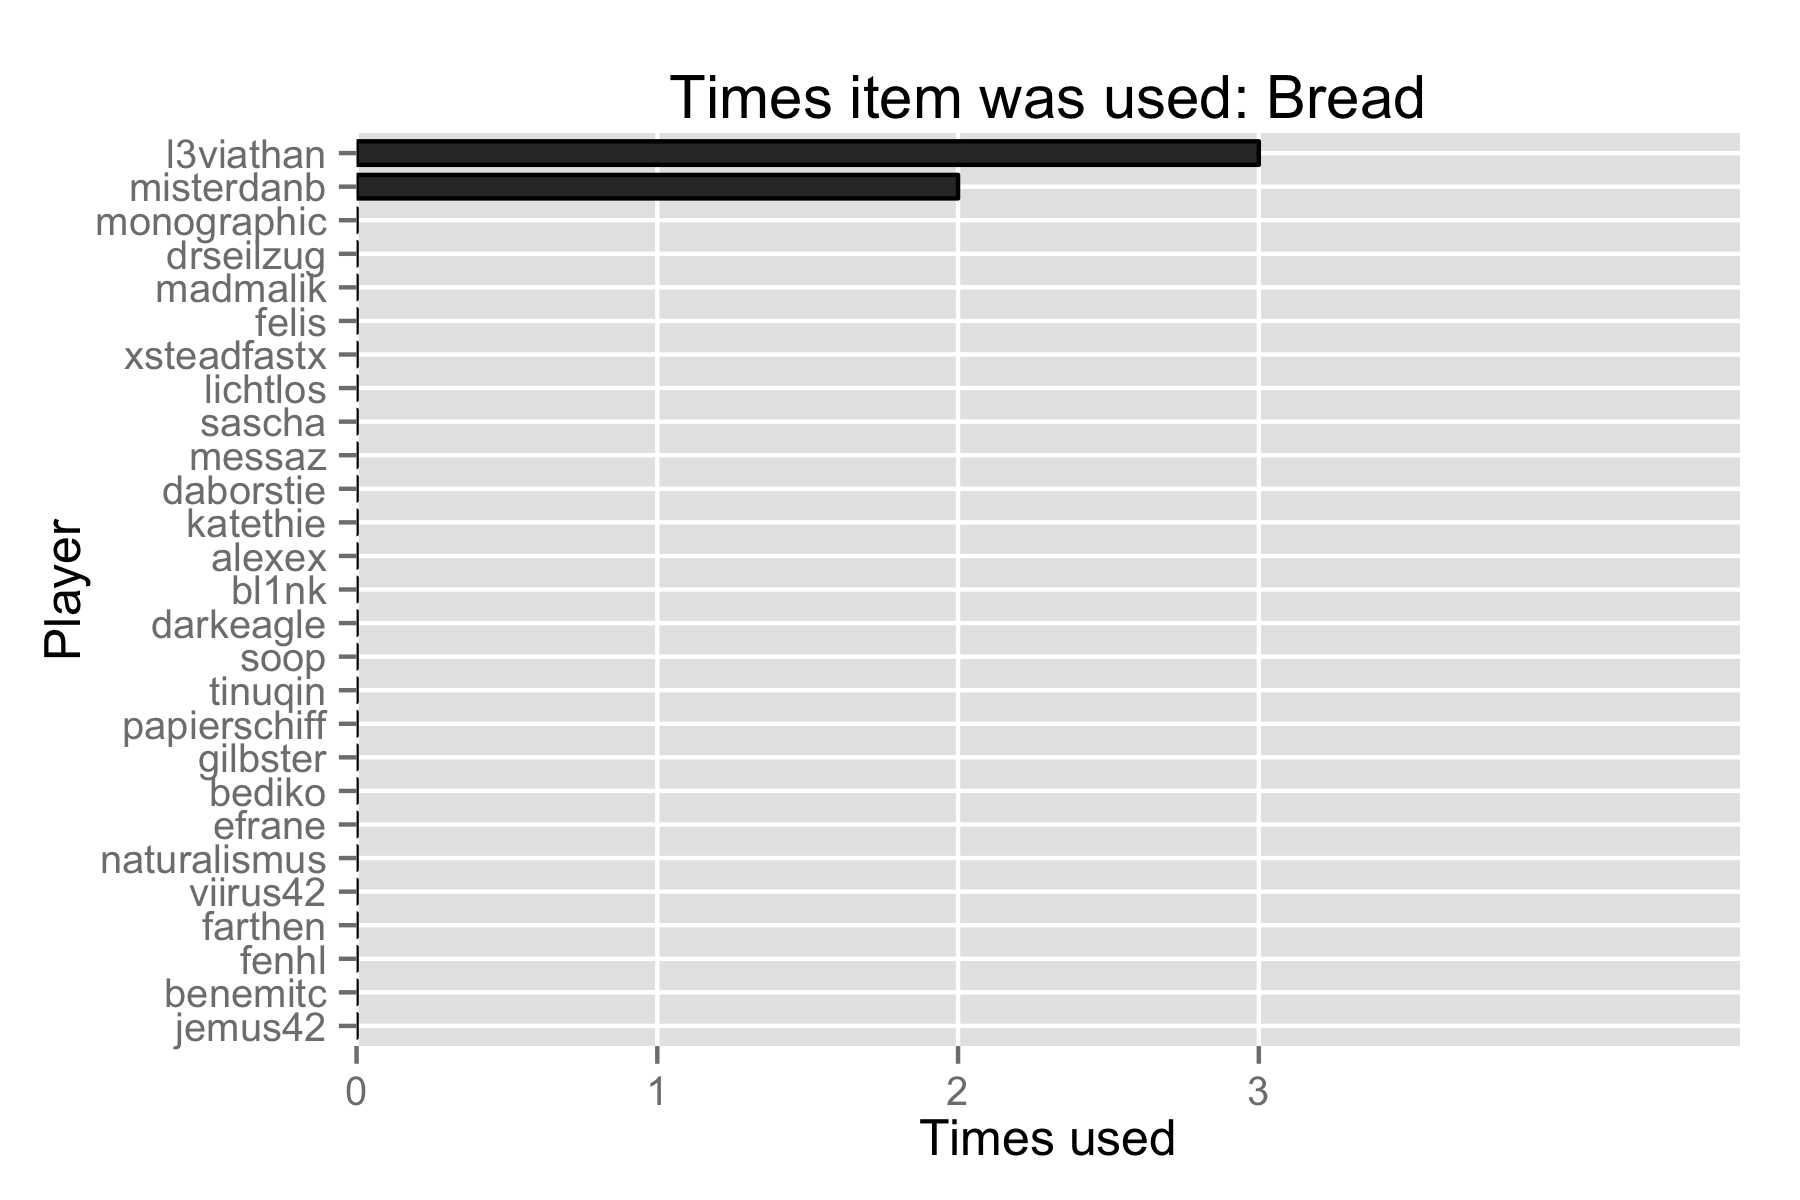 Times item was used: Bread
l3viathan
misterdanb
monographic
drseilzug
madmalik
felis
xsteadfastx
lichtlos
sascha
messaz
daborstie
katethie
alexex
bl1nk
darkeagle
soop
tinuqin
papierschiff
gilbster
bediko
efrane
naturalismus
viirus42
farthen
fenhl
benemitc
jemus42
Player
0 1 2 3
Times used